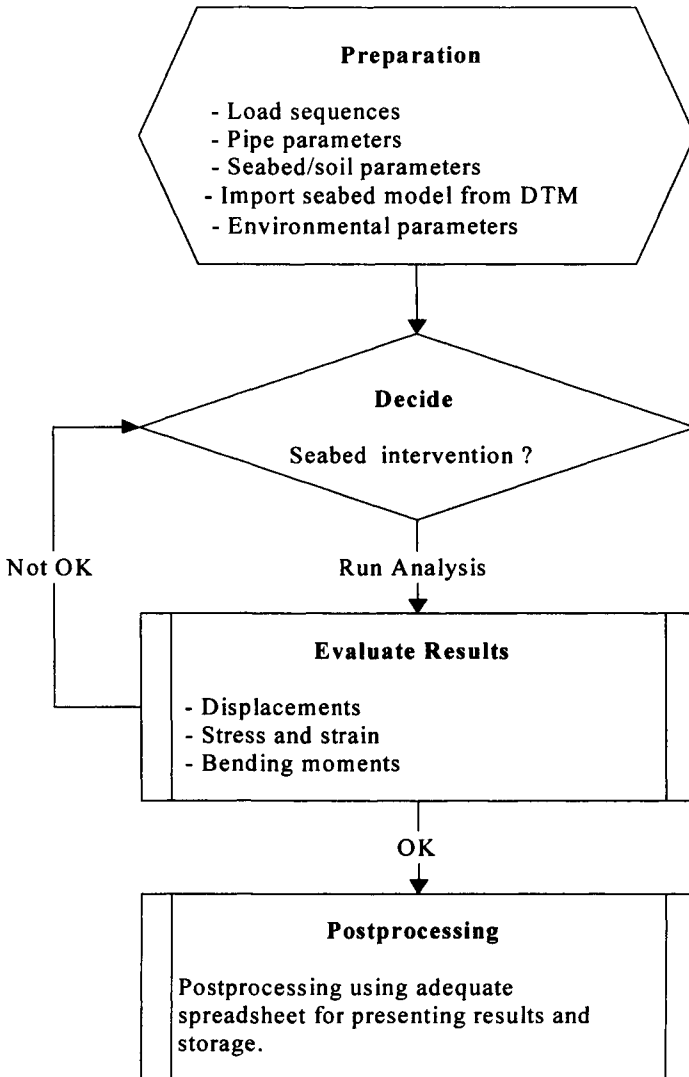 Preparation
- Load sequences
- Pipe parameters
- Seabed/soil parameters
- Import seabed model from DTM
- Environmental parameters
Decide
Seabed intervention ?
Not OK
Run Analysis
Evaluate Results
- Displacements
- Stress and strain
- Bending moments
OK
Postprocessing
Postprocessing using adequate
spreadsheet for presenting results and
storage.